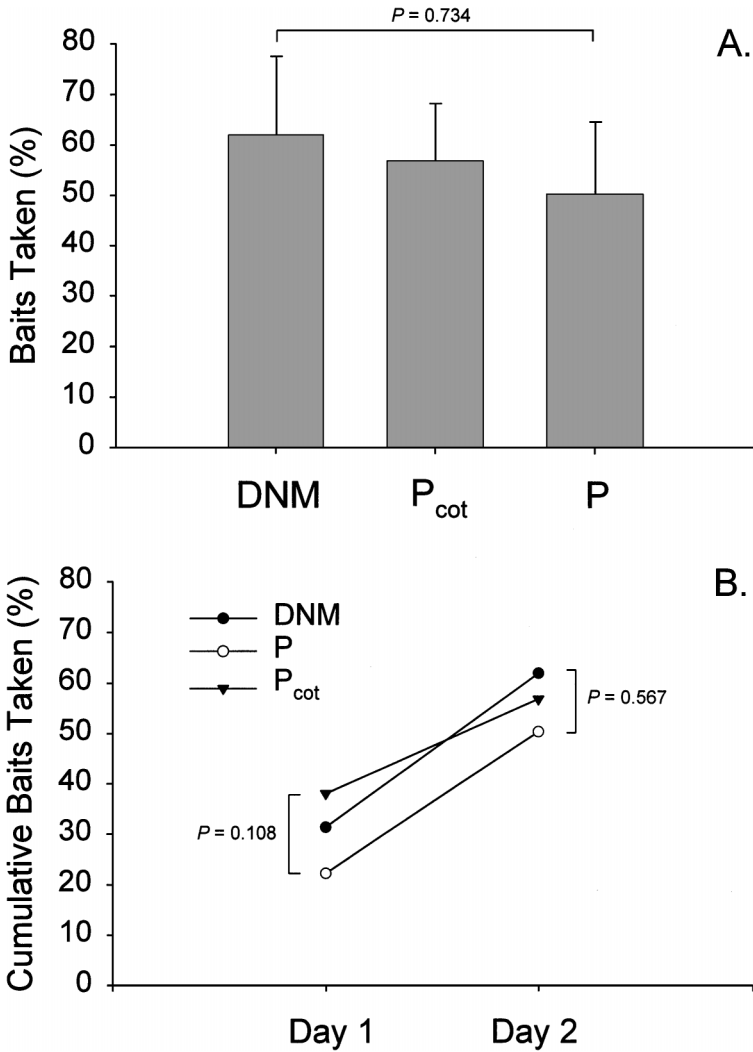 P = 0.734
A.
80
70
60
50
40
30
20
10
0
Baits Taken (%)
DNM
Pcot
P
B.
80
70
60
50
40
30
20
10
0
Cumulative Baits Taken (%)
DNM
P
Pcot
P = 0.567
P = 0.108
Day 1
Day 2